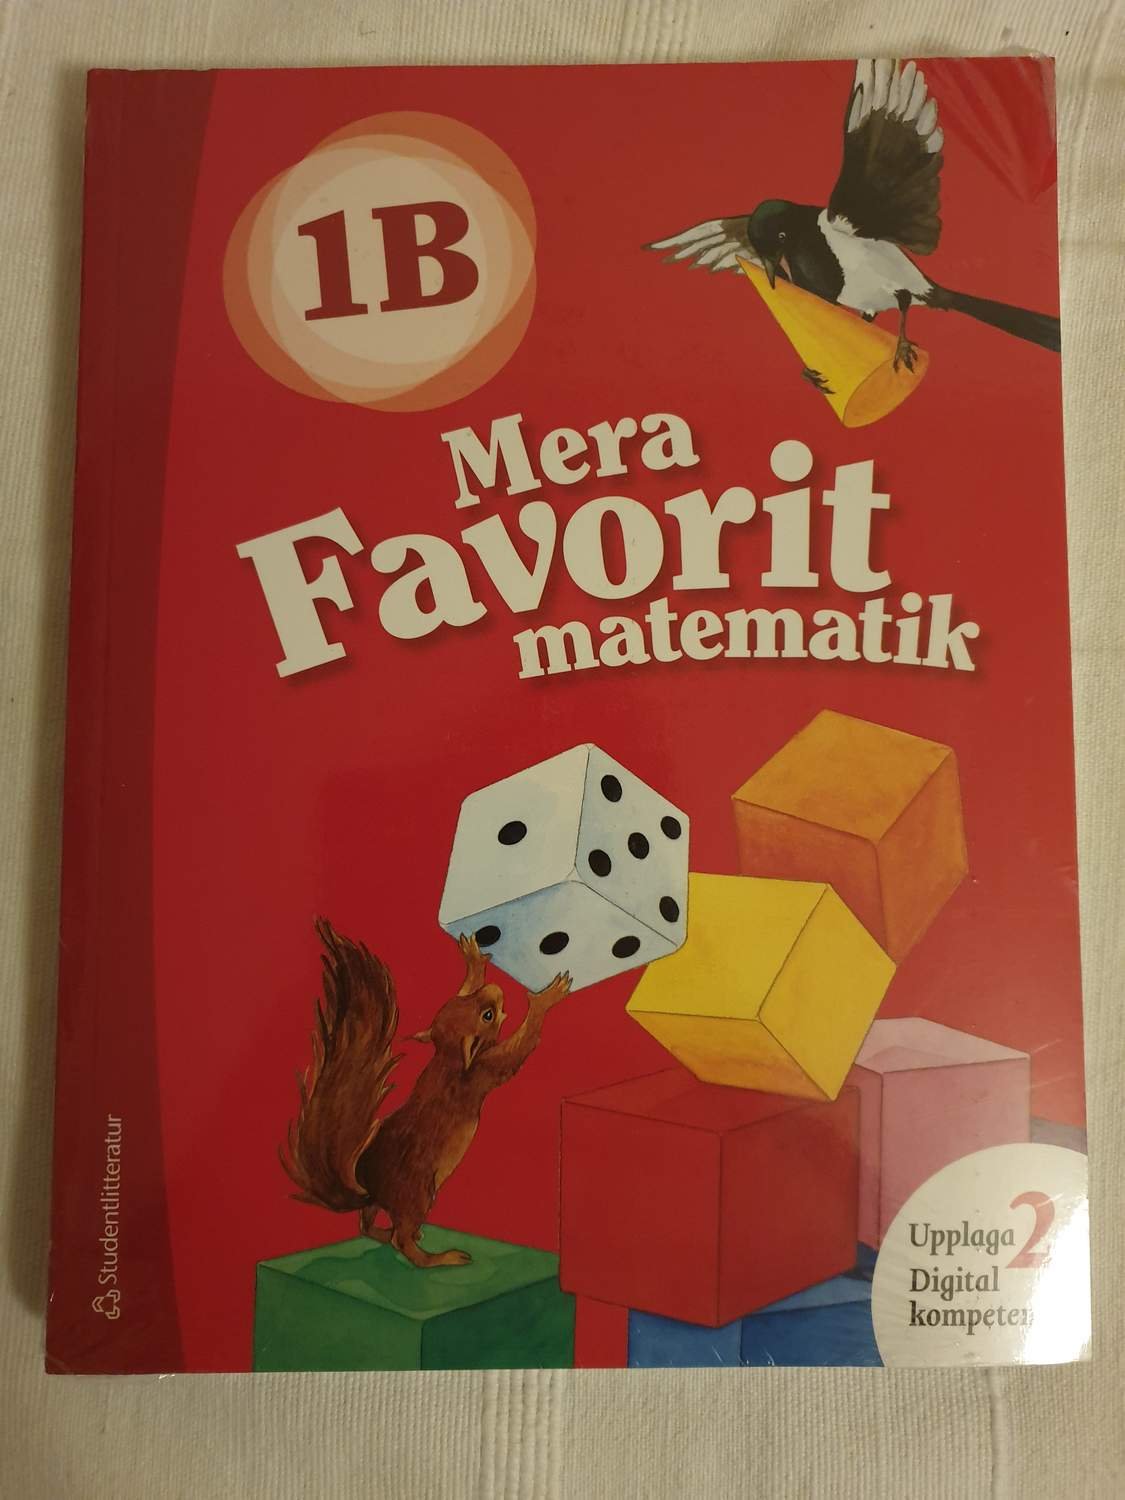 1B
Mera
Favorit
matematik
Studentlitteratur
Upplaga 2
Digital